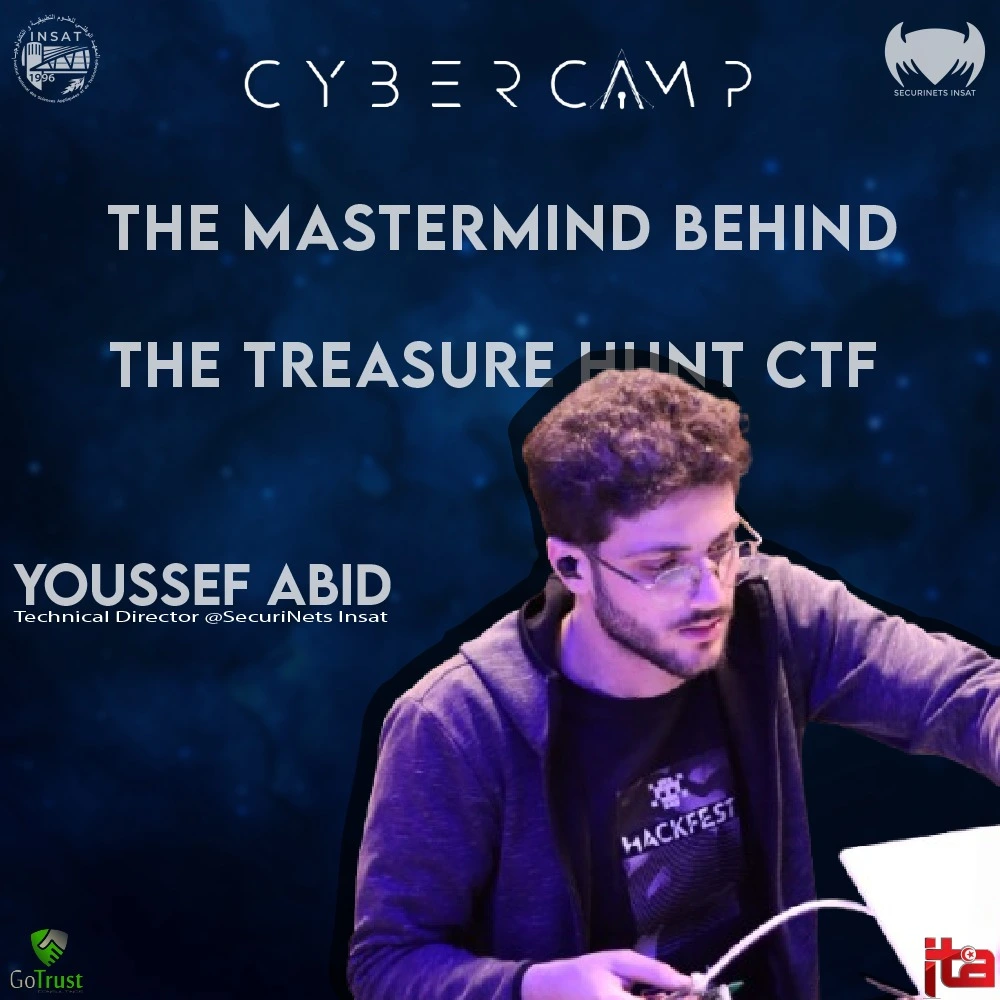 INSAT
1996
CYBERCAMP
SECURINETS INSAT
THE MASTERMIND BEHIND
THE TREASURE HUNT CTF
YOUSSEF ABID
Technical Director @SecuriNets Insat
HACKFEST
GoTrust
ita